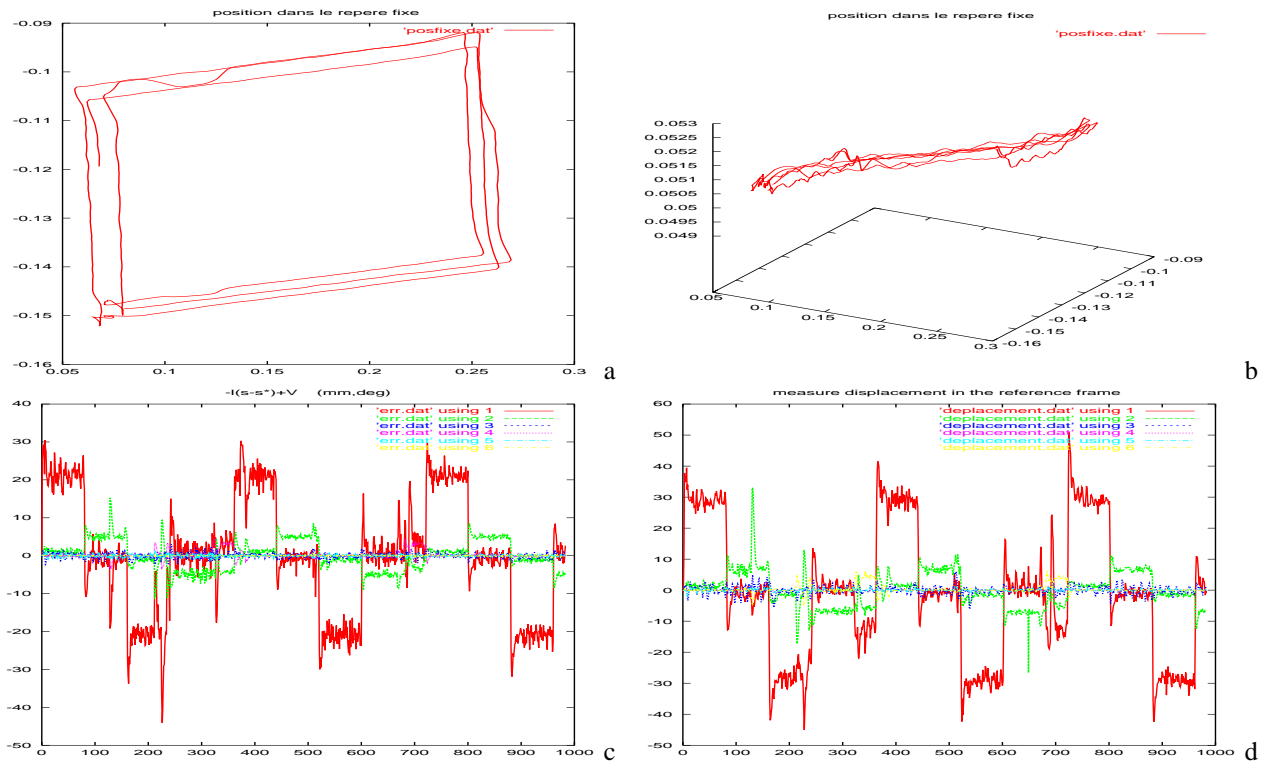 position dans le repere fixe
'posfixe.dat'
-0.09
-0.1
-0.11
-0.12
-0.13
-0.14
-0.15
-0.16
0.05 0.1 0.15 0.2 0.25 0.3
a
position dans le repere fixe
'posfixe.dat'
0.053
0.0525
0.052
0.0515
0.051
0.0505
0.05
0.0495
0.049
0.05 0.1 0.15 0.2 0.25 0.3
-0.09
-0.1
-0.11
-0.12
-0.13
-0.14
-0.15
-0.16
b
-l(s-s*)+V (mm,deg)
'err.dat' using 1
'err.dat' using 2
'err.dat' using 3
'err.dat' using 4
'err.dat' using 5
'err.dat' using 6
40
30
20
10
0
-10
-20
-30
-40
-50
0 100 200 300 400 500 600 700 800 900 1000
c
measure displacement in the reference frame
'deplacement.dat' using 1
'deplacement.dat' using 2
'deplacement.dat' using 3
'deplacement.dat' using 4
'deplacement.dat' using 5
'deplacement.dat' using 6
60
50
40
30
20
10
0
-10
-20
-30
-40
-50
0 100 200 300 400 500 600 700 800 900 1000
d